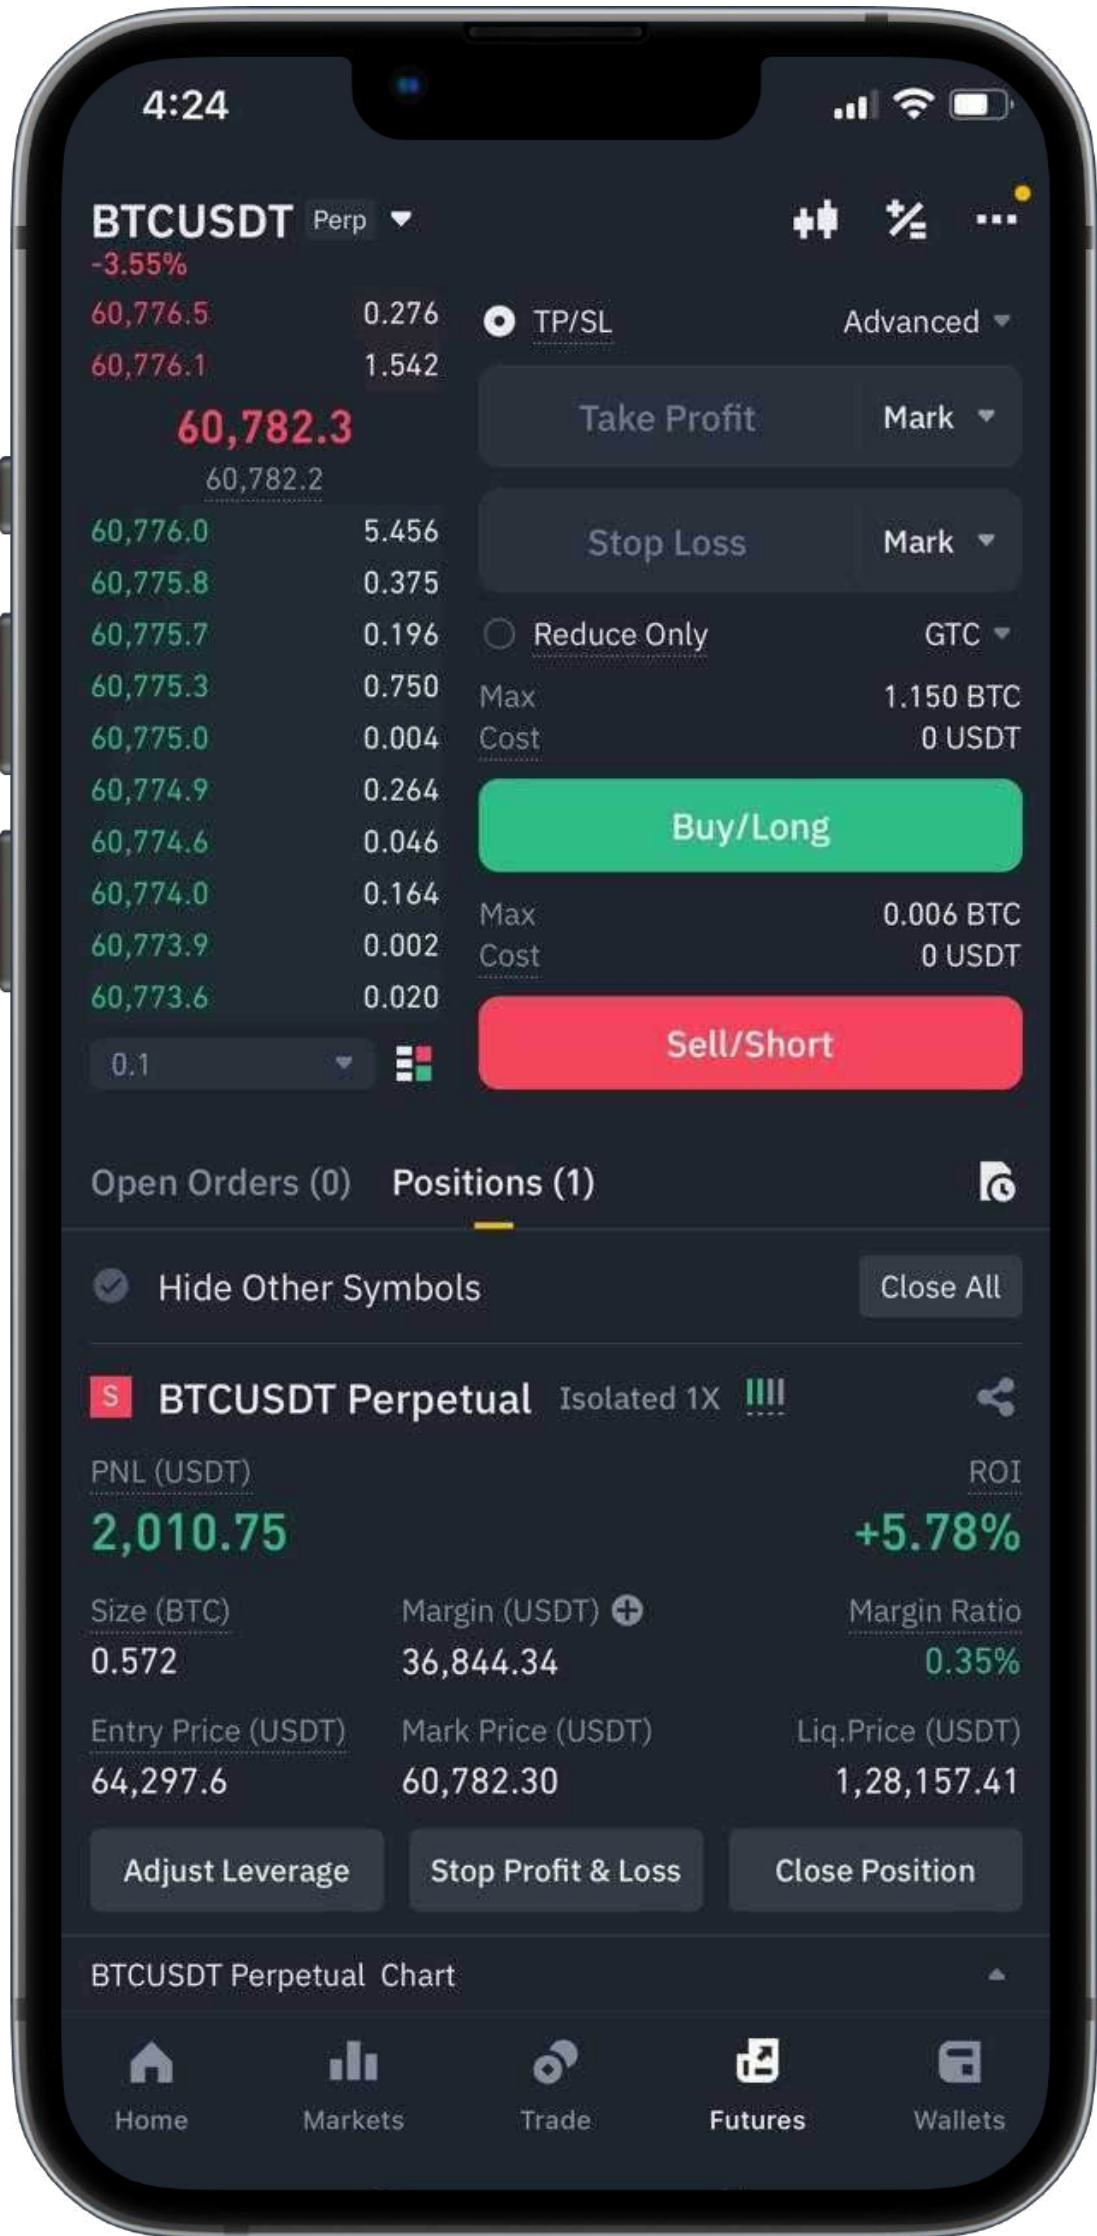 4:24
BTCUSDT Perp
-3.55%
60,776.5 0.276
60,776.1 1.542
60,782.3
60,782.2
60,776.0 5.456
60,775.8 0.375
60,775.7 0.196
60,775.3 0.750
60,775.0 0.004
60,774.9 0.264
60,774.6 0.046
60,774.0 0.164
60,773.9 0.002
60,773.6 0.020
0.1
TP/SL Advanced
Take Profit Mark
Stop Loss Mark
Reduce Only GTC
Max 1.150 BTC
Cost 0 USDT
Buy/Long
Max 0.006 BTC
Cost 0 USDT
Sell/Short
Open Orders (0) Positions (1)
Hide Other Symbols Close All
S BTCUSDT Perpetual Isolated 1X
PNL (USDT) ROI
2,010.75 +5.78%
Size (BTC) Margin (USDT) Margin Ratio
0.572 36,844.34 0.35%
Entry Price (USDT) Mark Price (USDT) Liq.Price (USDT)
64,297.6 60,782.30 1,28,157.41
Adjust Leverage Stop Profit & Loss Close Position
BTCUSDT Perpetual Chart
Home Markets Trade Futures Wallets